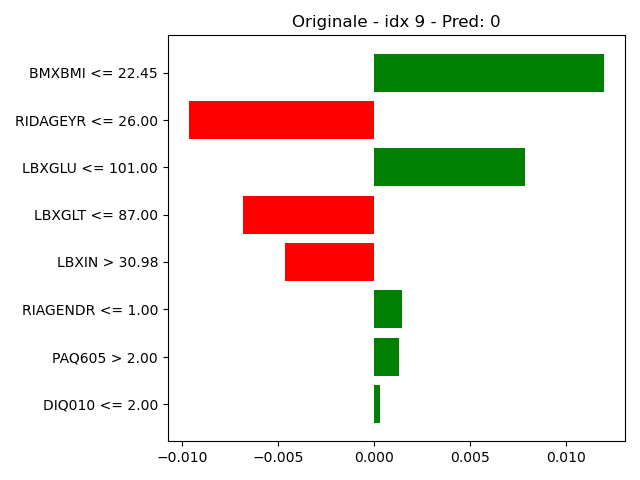 Originale - idx 9 - Pred: 0
BMXBMI <= 22.45
RIDAGEYR <= 26.00
LBXGLU <= 101.00
LBXGLT <= 87.00
LBXIN > 30.98
RIAGENDR <= 1.00
PAQ605 > 2.00
DIQ010 <= 2.00
−0.010 −0.005 0.000 0.005 0.010